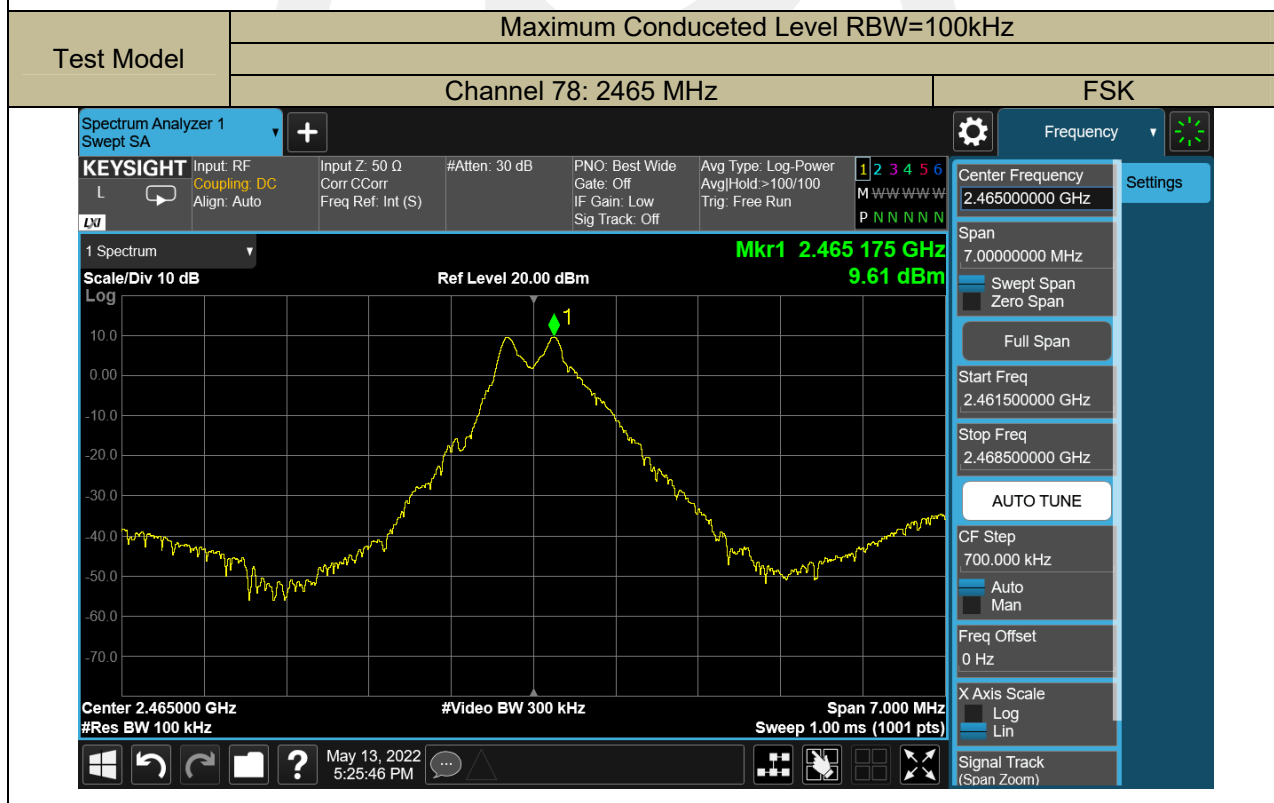 Maximum Conduceted Level RBW=100kHz
Test Model
Channel 78: 2465 MHz FSK
Spectrum Analyzer 1
Swept SA
Frequency
KEYSIGHT
L
LXI
Input: RF
Coupling: DC
Align: Auto
Input Z: 50 Ω
Corr CCorr
Freq Ref: Int (S)
#Atten: 30 dB
PNO: Best Wide
Gate: Off
IF Gain: Low
Sig Track: Off
Avg Type: Log-Power
Avg|Hold:>100/100
Trig: Free Run
1 2 3 4 5 6
M W W W W W
P N N N N N
1 Spectrum
Mkr1 2.465 175 GHz
Scale/Div 10 dB Ref Level 20.00 dBm 9.61 dBm
Log
1
10.0
0.00
-10.0
-20.0
-30.0
-40.0
-50.0
-60.0
-70.0
Center 2.465000 GHz #Video BW 300 kHz Span 7.000 MHz
#Res BW 100 kHz Sweep 1.00 ms (1001 pts)
May 13, 2022
5:25:46 PM
Center Frequency
2.465000000 GHz
Settings
Span
7.00000000 MHz
Swept Span
Zero Span
Full Span
Start Freq
2.461500000 GHz
Stop Freq
2.468500000 GHz
AUTO TUNE
CF Step
700.000 kHz
Auto
Man
Freq Offset
0 Hz
X Axis Scale
Log
Lin
Signal Track
(Span Zoom)